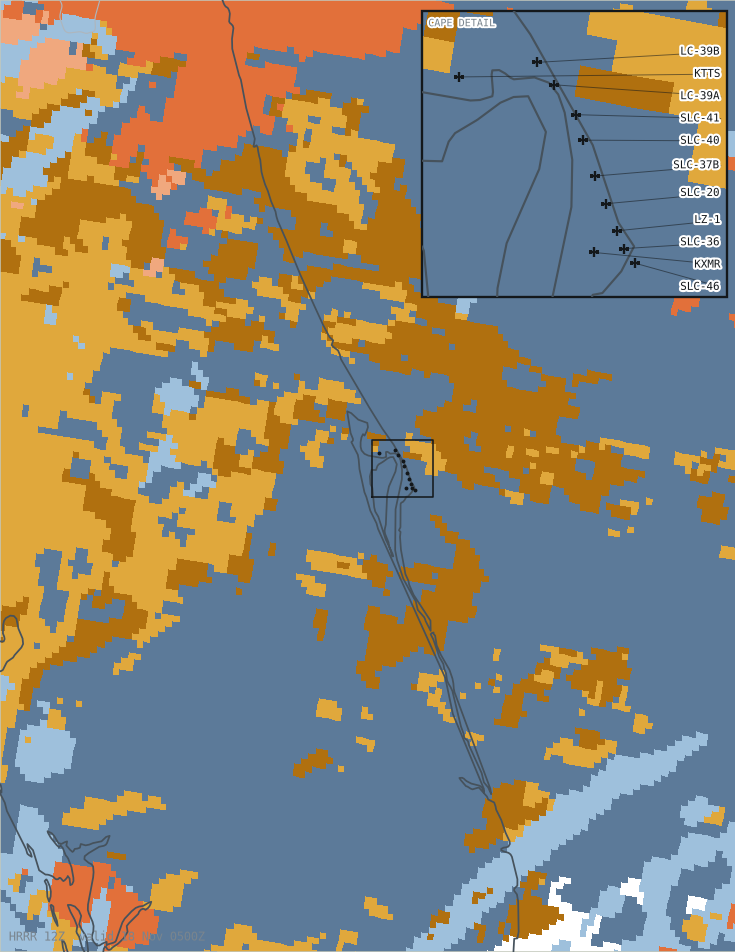 CAPE DETAIL
LC-39B
KTTS
LC-39A
SLC-41
SLC-40
SLC-37B
SLC-20
LZ-1
SLC-36
KXMR
SLC-46
HRRR 12Z